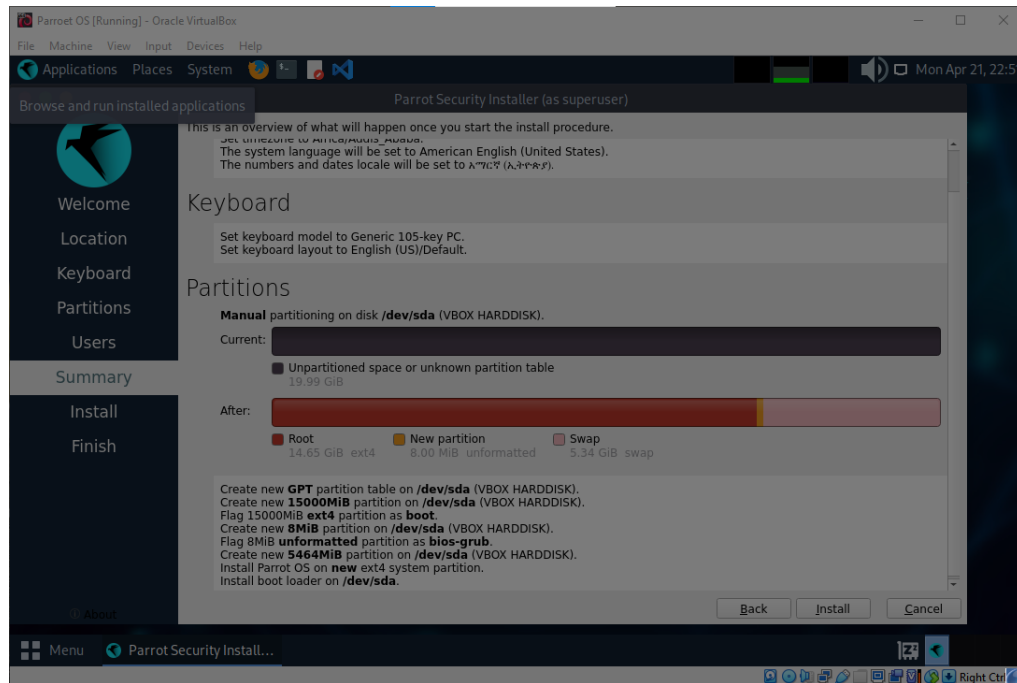 Parroet OS [Running] - Oracle VirtualBox
File Machine View Input Devices Help
Applications Places System
Mon Apr 21, 22:5
Browse and run installed applications
Parrot Security Installer (as superuser)
This is an overview of what will happen once you start the install procedure.
Set timezone to Africa/Addis_Ababa.
The system language will be set to American English (United States).
The numbers and dates locale will be set to አማርኛ (ኢትዮጵያ).
Welcome
Location
Keyboard
Partitions
Users
Summary
Install
Finish
About
Keyboard
Set keyboard model to Generic 105-key PC.
Set keyboard layout to English (US)/Default.
Partitions
Manual partitioning on disk /dev/sda (VBOX HARDDISK).
Current:
Unpartitioned space or unknown partition table
19.99 GiB
After:
Root New partition Swap
14.65 GiB ext4 8.00 MiB unformatted 5.34 GiB swap
Create new GPT partition table on /dev/sda (VBOX HARDDISK).
Create new 15000MiB partition on /dev/sda (VBOX HARDDISK).
Flag 15000MiB ext4 partition as boot.
Create new 8MiB partition on /dev/sda (VBOX HARDDISK).
Flag 8MiB unformatted partition as bios-grub.
Create new 5464MiB partition on /dev/sda (VBOX HARDDISK).
Install Parrot OS on new ext4 system partition.
Install boot loader on /dev/sda.
Back Install Cancel
Menu Parrot Security Install...
Right Ctrl